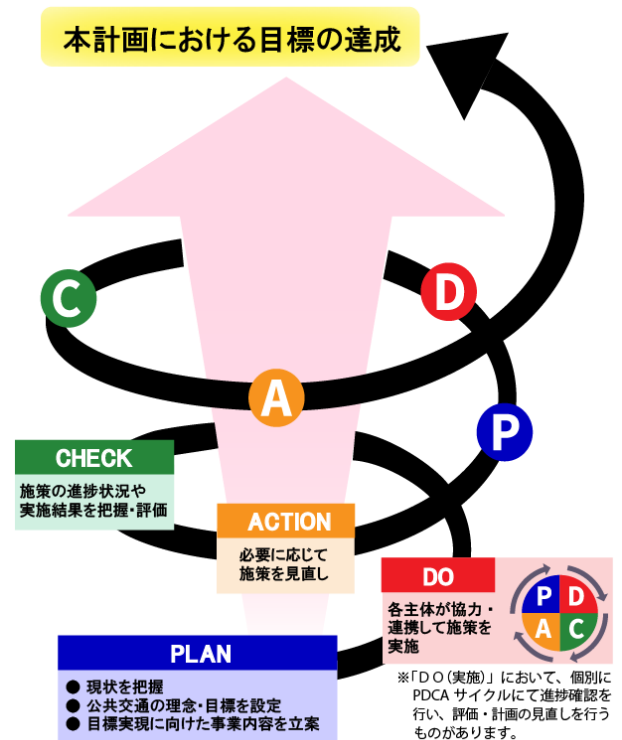 本計画における目標の達成
C
D
A
P
CHECK
施策の進捗状況や
実施結果を把握・評価
ACTION
必要に応じて
施策を見直し
DO
各主体が協力・
連携して施策を
実施
P D
A C
PLAN
● 現状を把握
● 公共交通の理念・目標を設定
● 目標実現に向けた事業内容を立案
※「DO(実施)」において、個別に
PDCA サイクルにて進捗確認を
行い、評価・計画の見直しを行う
ものがあります。